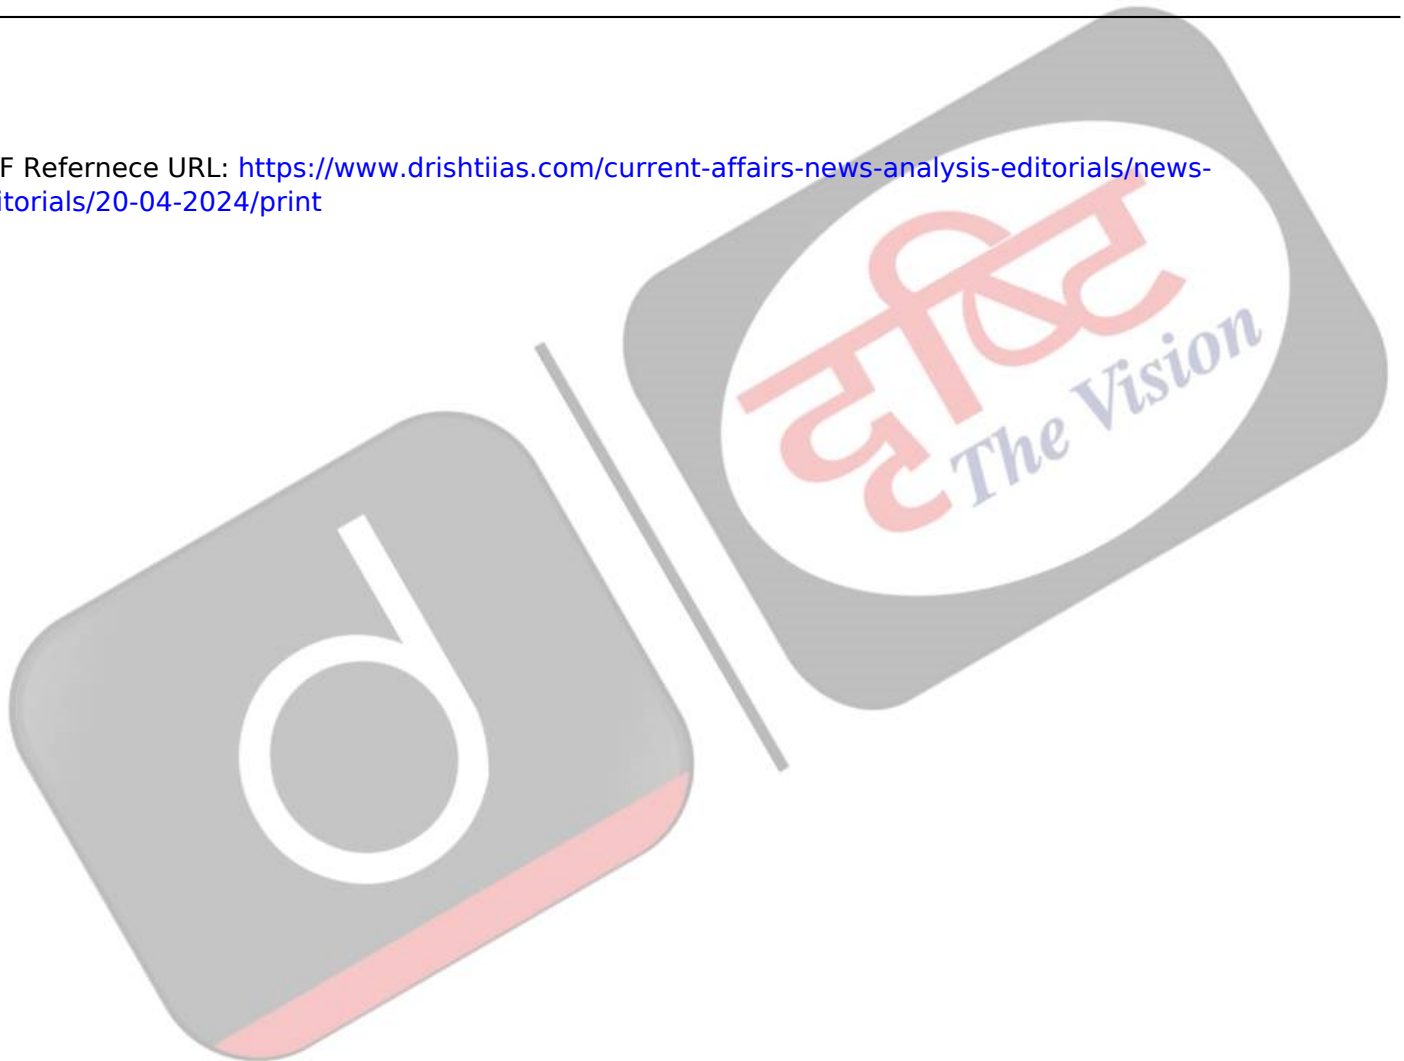 F Refernece URL: https://www.drishtiias.com/current-affairs-news-analysis-editorials/news-
itorials/20-04-2024/print
दृष्टि
The Vision
d